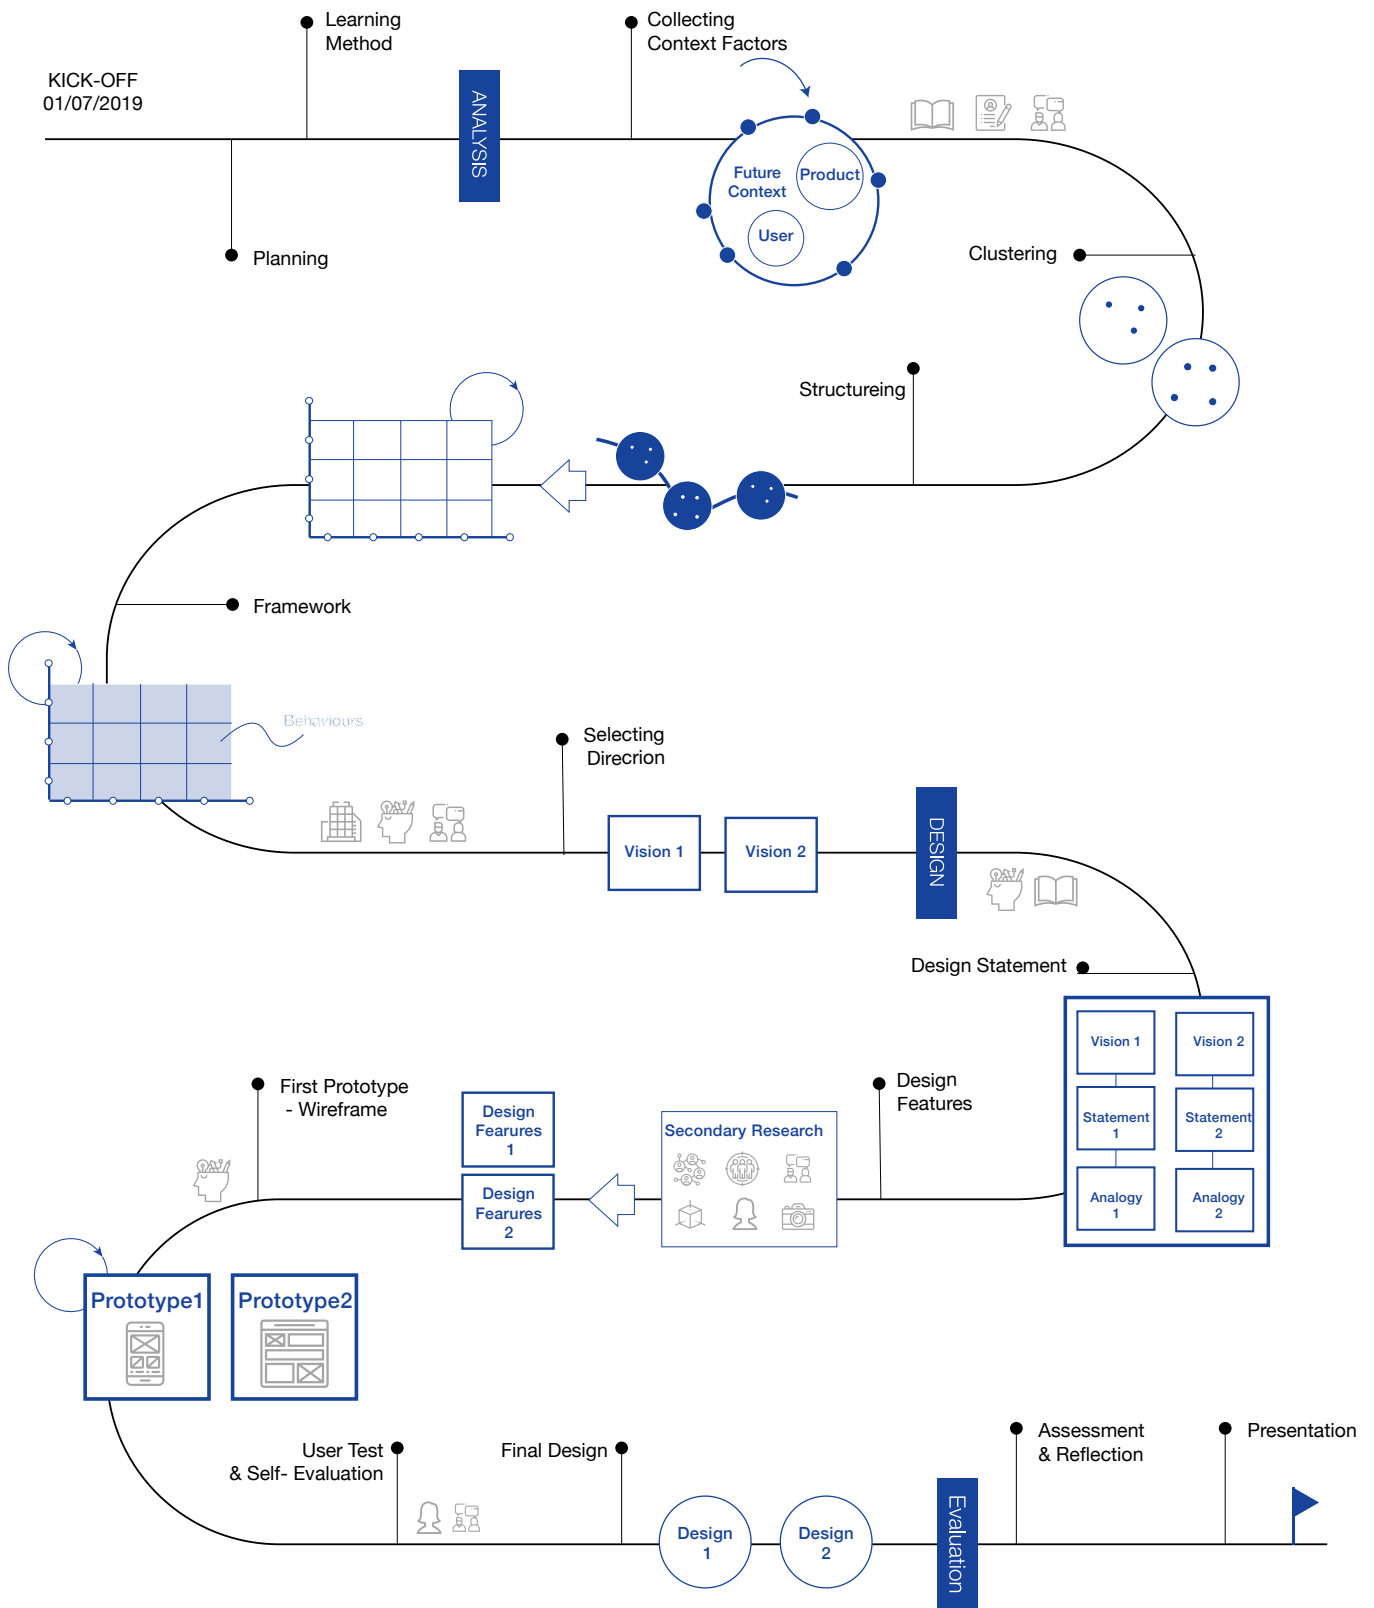 Learning
Method
Collecting
Context Factors
KICK-OFF
01/07/2019
ANALYSIS
Future
Context
Product
User
Planning
Clustering
Structureing
Framework
Behaviours
Selecting
Direcrion
Vision 1
Vision 2
DESIGN
Design Statement
Vision 1
Vision 2
Statement
1
Statement
2
Analogy
1
Analogy
2
Design
Features
Secondary Research
Design
Fearures
1
Design
Fearures
2
First Prototype
- Wireframe
Prototype1
Prototype2
User Test
& Self- Evaluation
Final Design
Design
1
Design
2
Evaluation
Assessment
& Reflection
Presentation